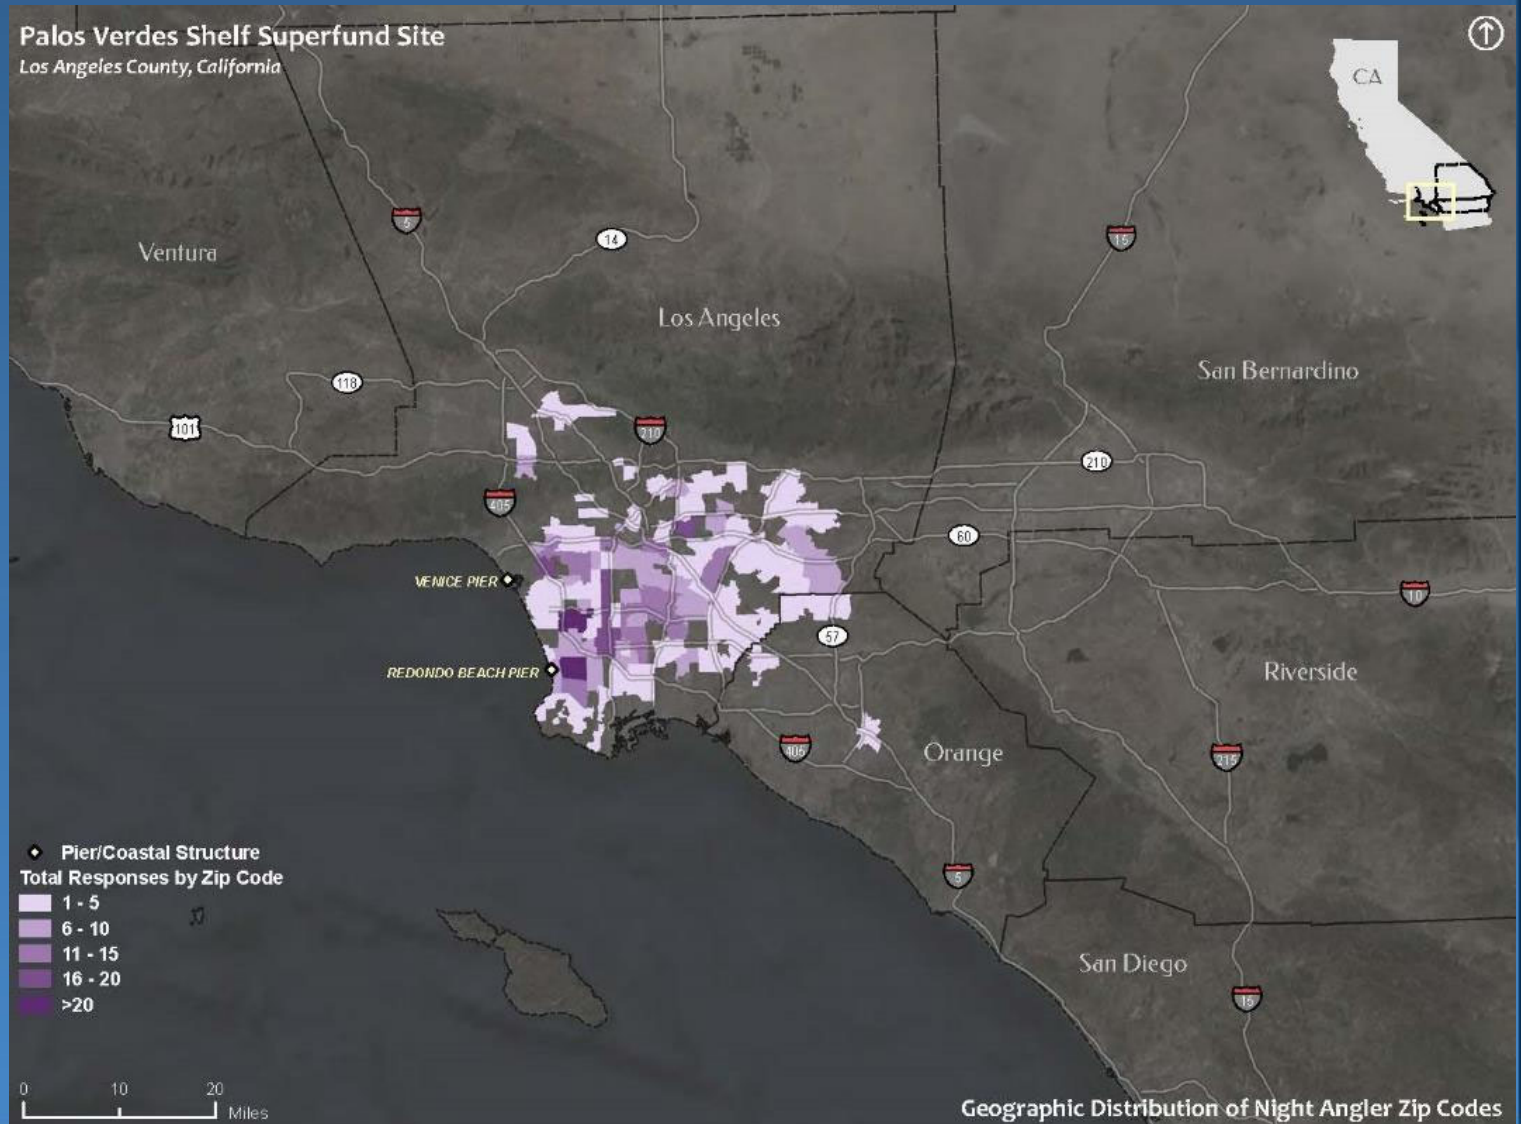 Palos Verdes Shelf Superfund Site
Los Angeles County, California
CA
5
14
15
Ventura
Los Angeles
San Bernardino
118
101
210
210
405
60
VENICE PIER
10
57
REDONDO BEACH PIER
Riverside
405
Orange
215
Pier/Coastal Structure
Total Responses by Zip Code
1 - 5
6 - 10
11 - 15
16 - 20
>20
5
San Diego
15
0 10 20
Miles
Geographic Distribution of Night Angler Zip Codes